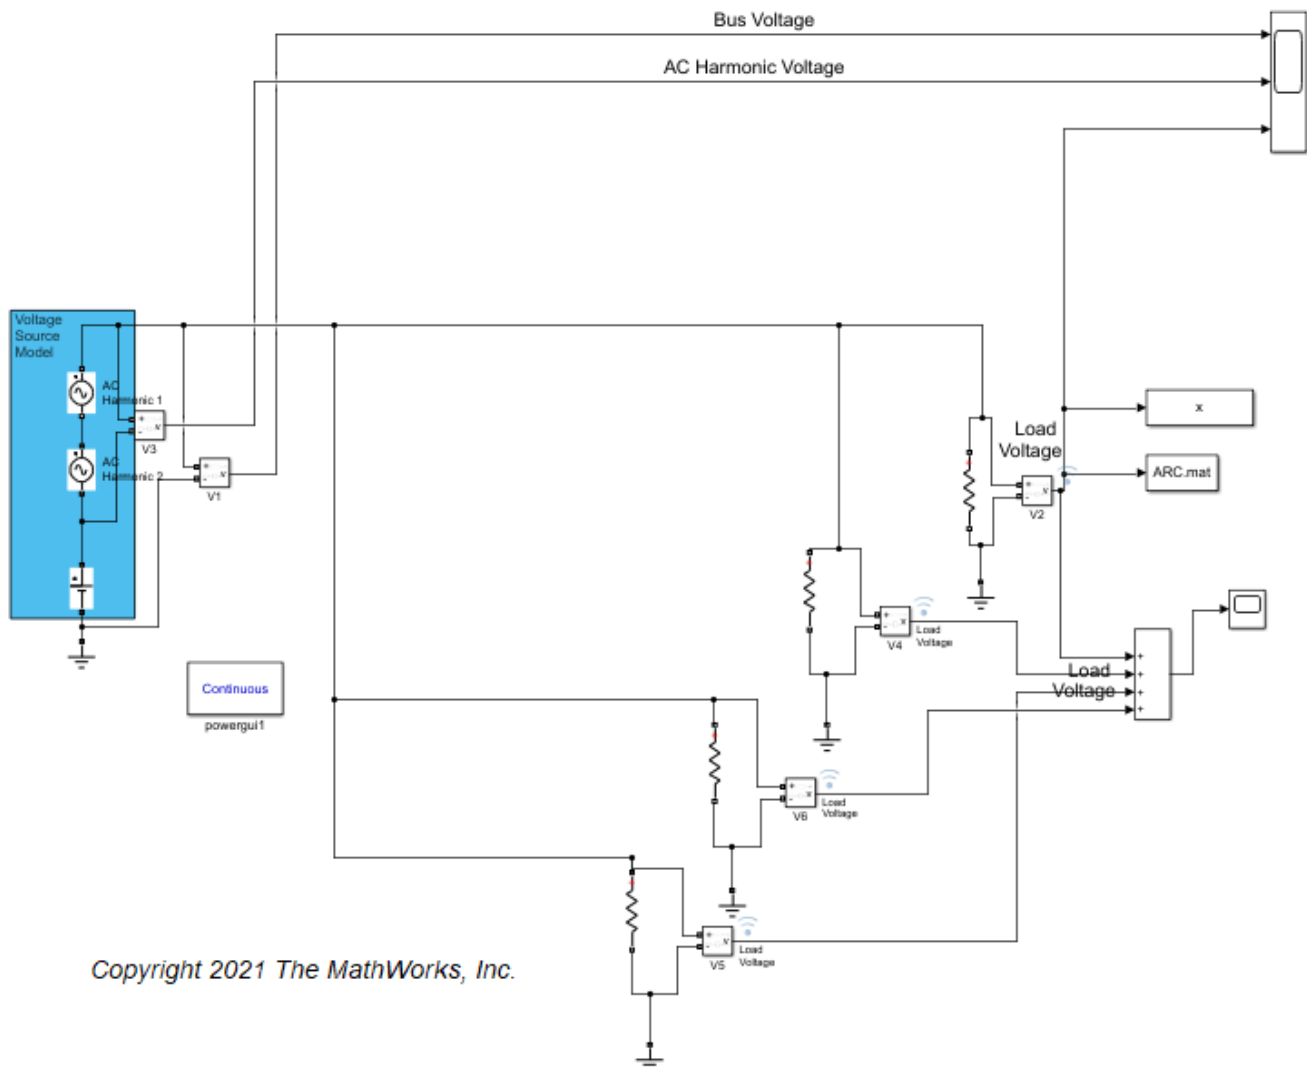 Bus Voltage
AC Harmonic Voltage
Voltage
Source
Model
AC
Harmonic 1
+
-
v
V3
AC
Harmonic 2
+
-
v
V1
Load
Voltage
+
-
v
V2
x
ARC.mat
+
-
v
V4
Load
Voltage
Load
Voltage
+
+
+
+
Continuous
powergui1
+
-
v
V6
Load
Voltage
+
-
v
V5
Load
Voltage
Copyright 2021 The MathWorks, Inc.